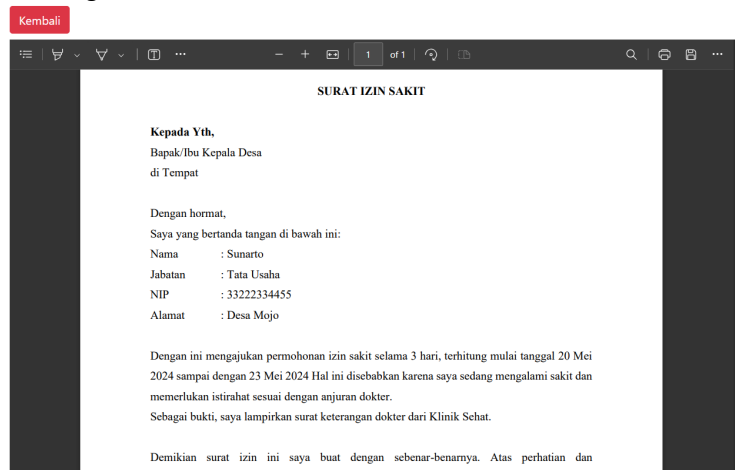 Kembali
1 of 1
SURAT IZIN SAKIT
Kepada Yth,
Bapak/Ibu Kepala Desa
di Tempat
Dengan hormat,
Saya yang bertanda tangan di bawah ini:
Nama : Sunarto
Jabatan : Tata Usaha
NIP : 33222334455
Alamat : Desa Mojo
Dengan ini mengajukan permohonan izin sakit selama 3 hari, terhitung mulai tanggal 20 Mei
2024 sampai dengan 23 Mei 2024 Hal ini disebabkan karena saya sedang mengalami sakit dan
memerlukan istirahat sesuai dengan anjuran dokter.
Sebagai bukti, saya lampirkan surat keterangan dokter dari Klinik Sehat.
Demikian surat izin ini saya buat dengan sebenar-benarnya. Atas perhatian dan